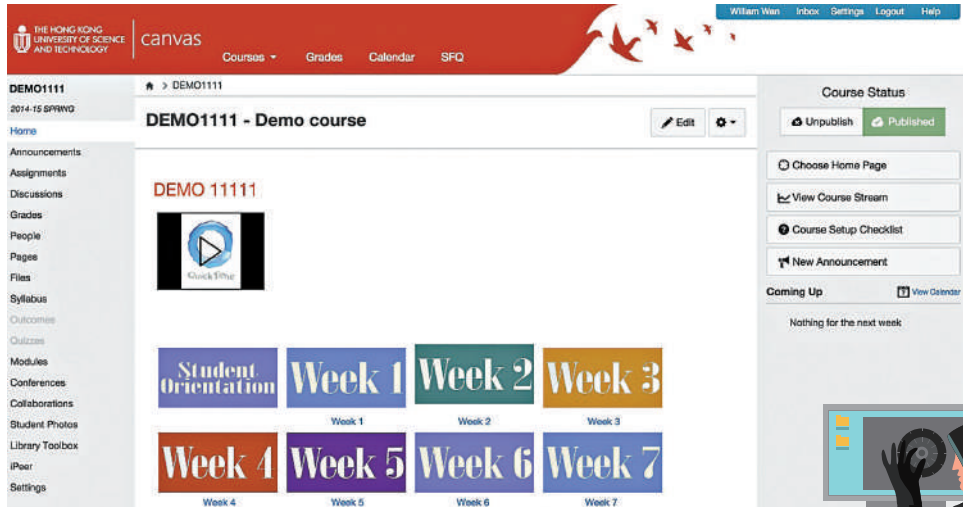 William Wan Inbox Settings Logout Help
THE HONG KONG
UNIVERSITY OF SCIENCE
AND TECHNOLOGY
canvas
Courses Grades Calendar SFQ
DEMO1111
2014-15 SPRING
Home
Announcements
Assignments
Discussions
Grades
People
Pages
Files
Syllabus
Outcomes
Quizzes
Modules
Conferences
Collaborations
Student Photos
Library Toolbox
iPeer
Settings
> DEMO1111
DEMO1111 - Demo course
Edit
DEMO 11111
QuickTime
Student
Orientation
Week 1
Week 2
Week 3
Week 1
Week 2
Week 3
Week 4
Week 5
Week 6
Week 7
Week 4
Week 5
Week 6
Week 7
Course Status
Unpublish
Published
Choose Home Page
View Course Stream
Course Setup Checklist
New Announcement
Coming Up
View Calendar
Nothing for the next week